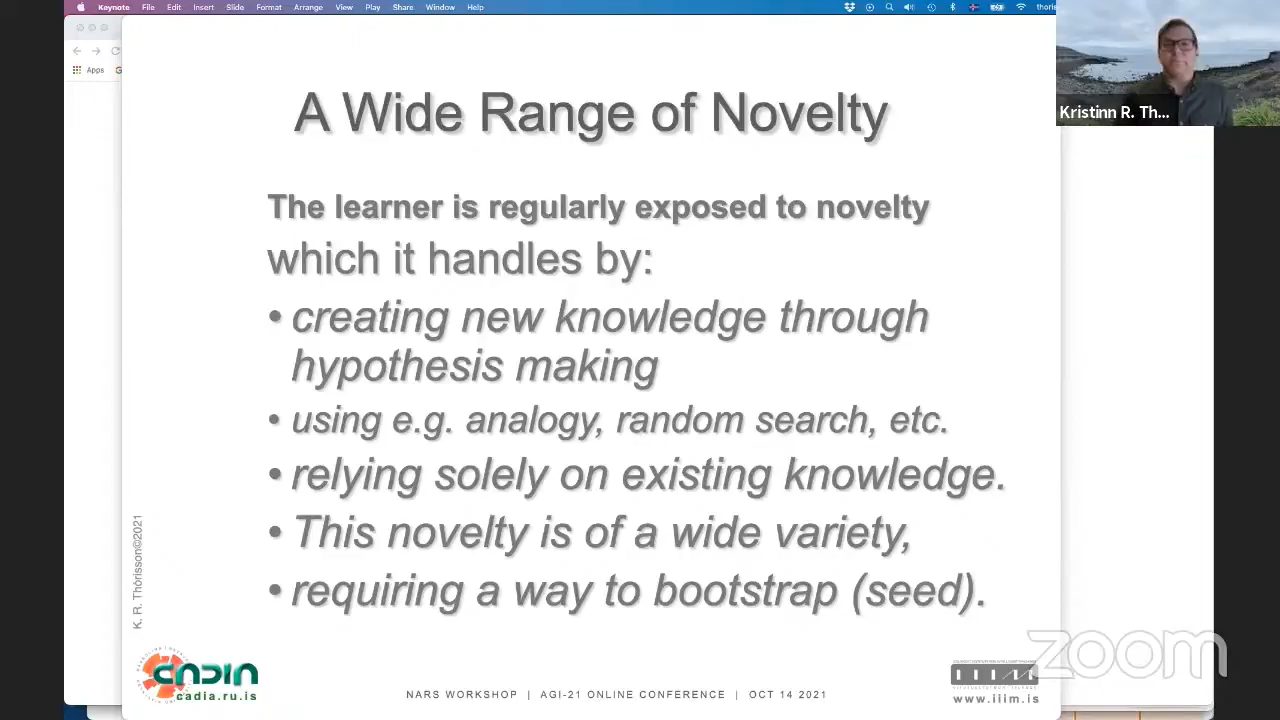 Keynote File Edit Insert Slide Format Arrange View Play Share Window Help
Apps
Kristinn R. Th...
A Wide Range of Novelty
The learner is regularly exposed to novelty
which it handles by:
• creating new knowledge through
hypothesis making
• using e.g. analogy, random search, etc.
• relying solely on existing knowledge.
• This novelty is of a wide variety,
• requiring a way to bootstrap (seed).
K. R. Thórisson©2021
CADIA
cadia.ru.is
NARS WORKSHOP | AGI-21 ONLINE CONFERENCE | OCT 14 2021
www.iiim.is
zoom